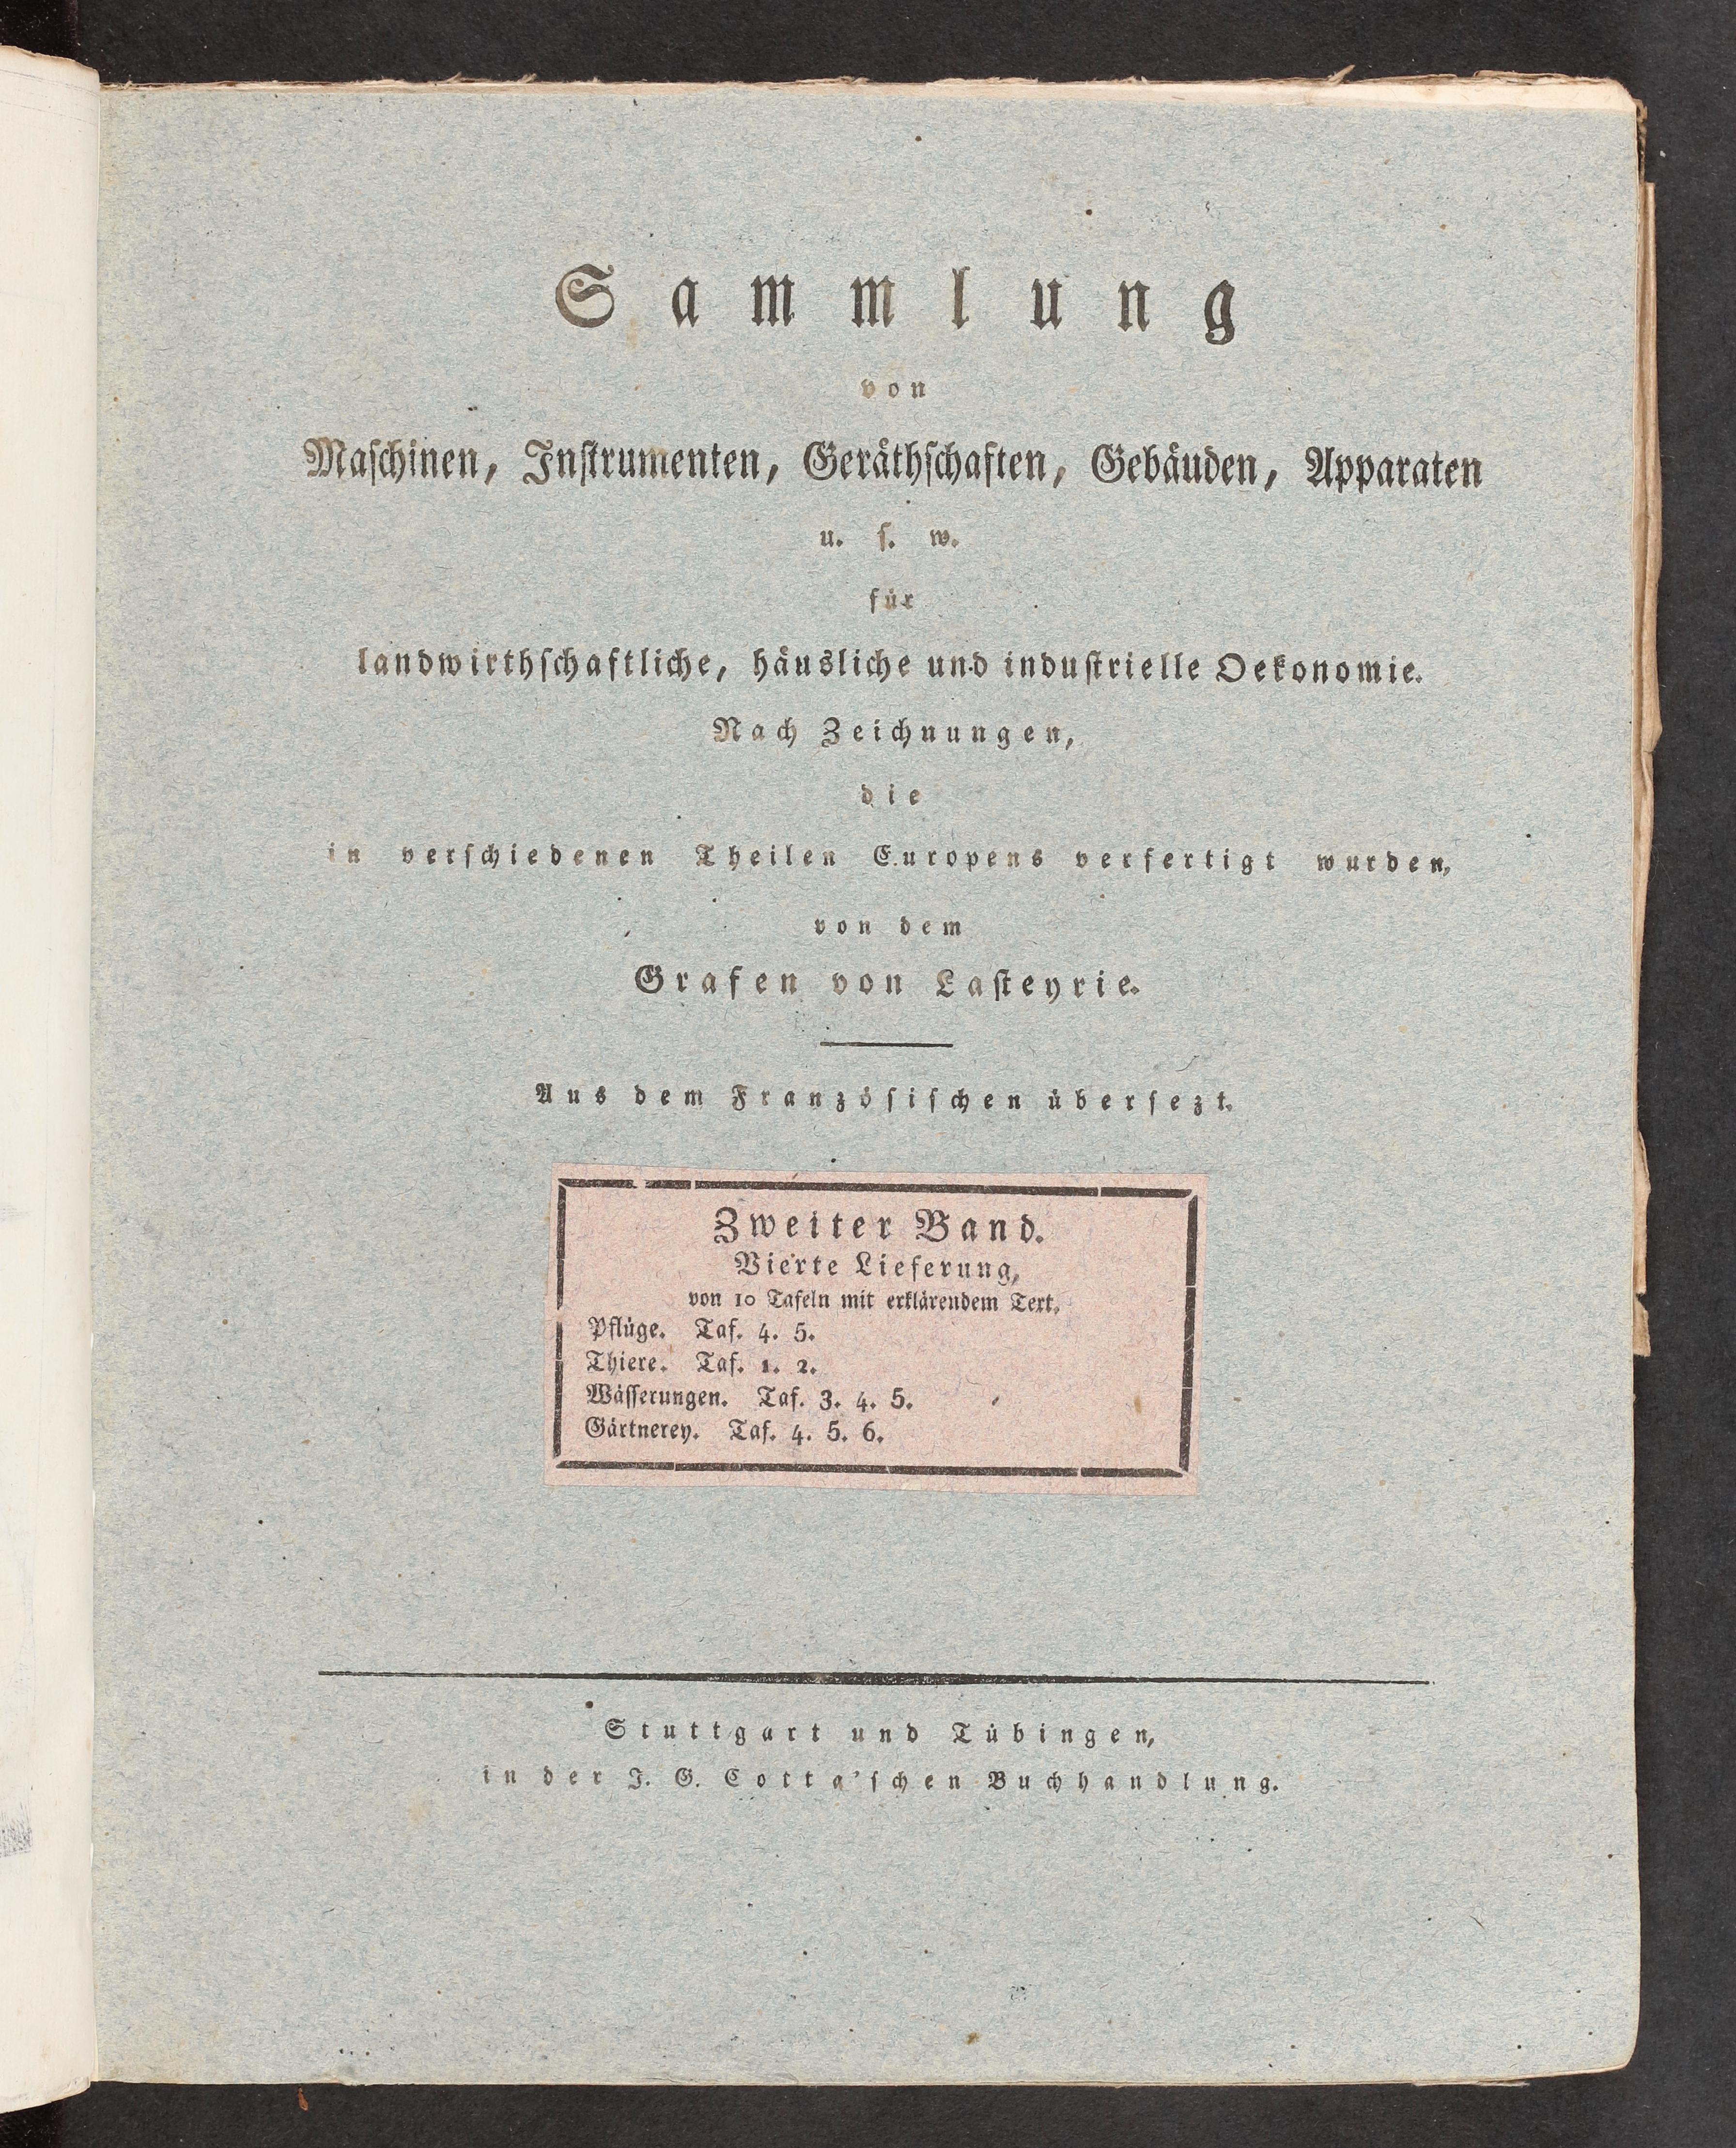 Sammlung
von
Maſchinen, Inſtrumenten, Geräthſchaften, Gebäuden, Apparaten
u. ſ. w.
für
landwirthſchaftliche, häusliche und induſtrielle Oekonomie.
Nach Zeichnungen,
die
in verſchiedenen Theilen Europens verfertigt wurden,
von dem
Grafen von Laſteyrie.
Aus dem Franzöſiſchen überſezt.
Zweiter Band.
Vierte Lieferung,
von 10 Tafeln mit erklärendem Text.
Pflüge. Taf. 4. 5.
Thiere. Taf. 1. 2.
Wäſſerungen. Taf. 3. 4. 5.
Gärtnerey. Taf. 4. 5. 6.
Stuttgart und Tübingen,
in der J. G. Cotta'ſchen Buchhandlung.